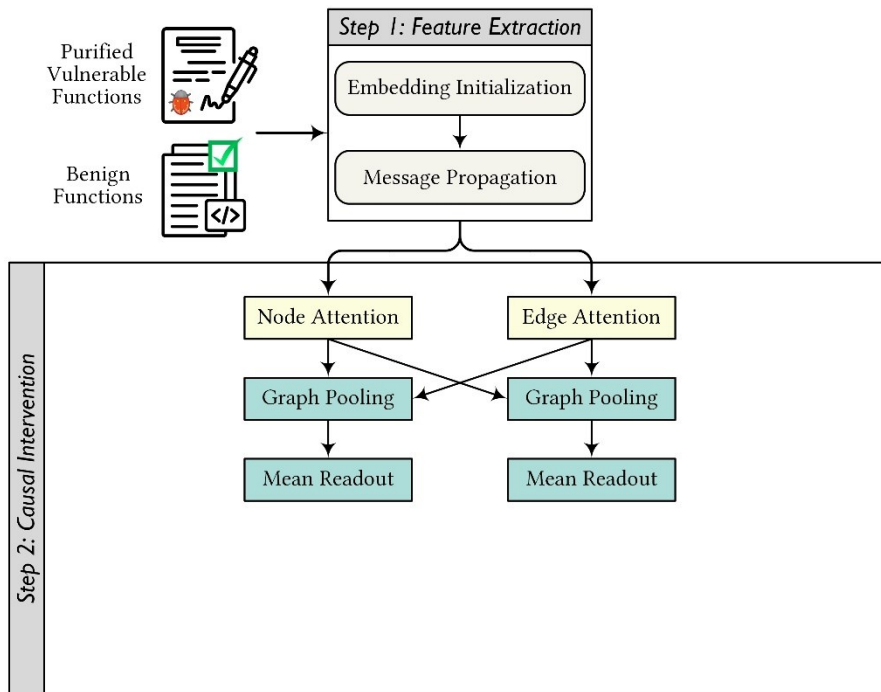 Step 1: Feature Extraction
Purified
Vulnerable
Functions
Embedding Initialization
Message Propagation
Benign
Functions
</>
Step 2: Causal Intervention
Node Attention
Edge Attention
Graph Pooling
Graph Pooling
Mean Readout
Mean Readout